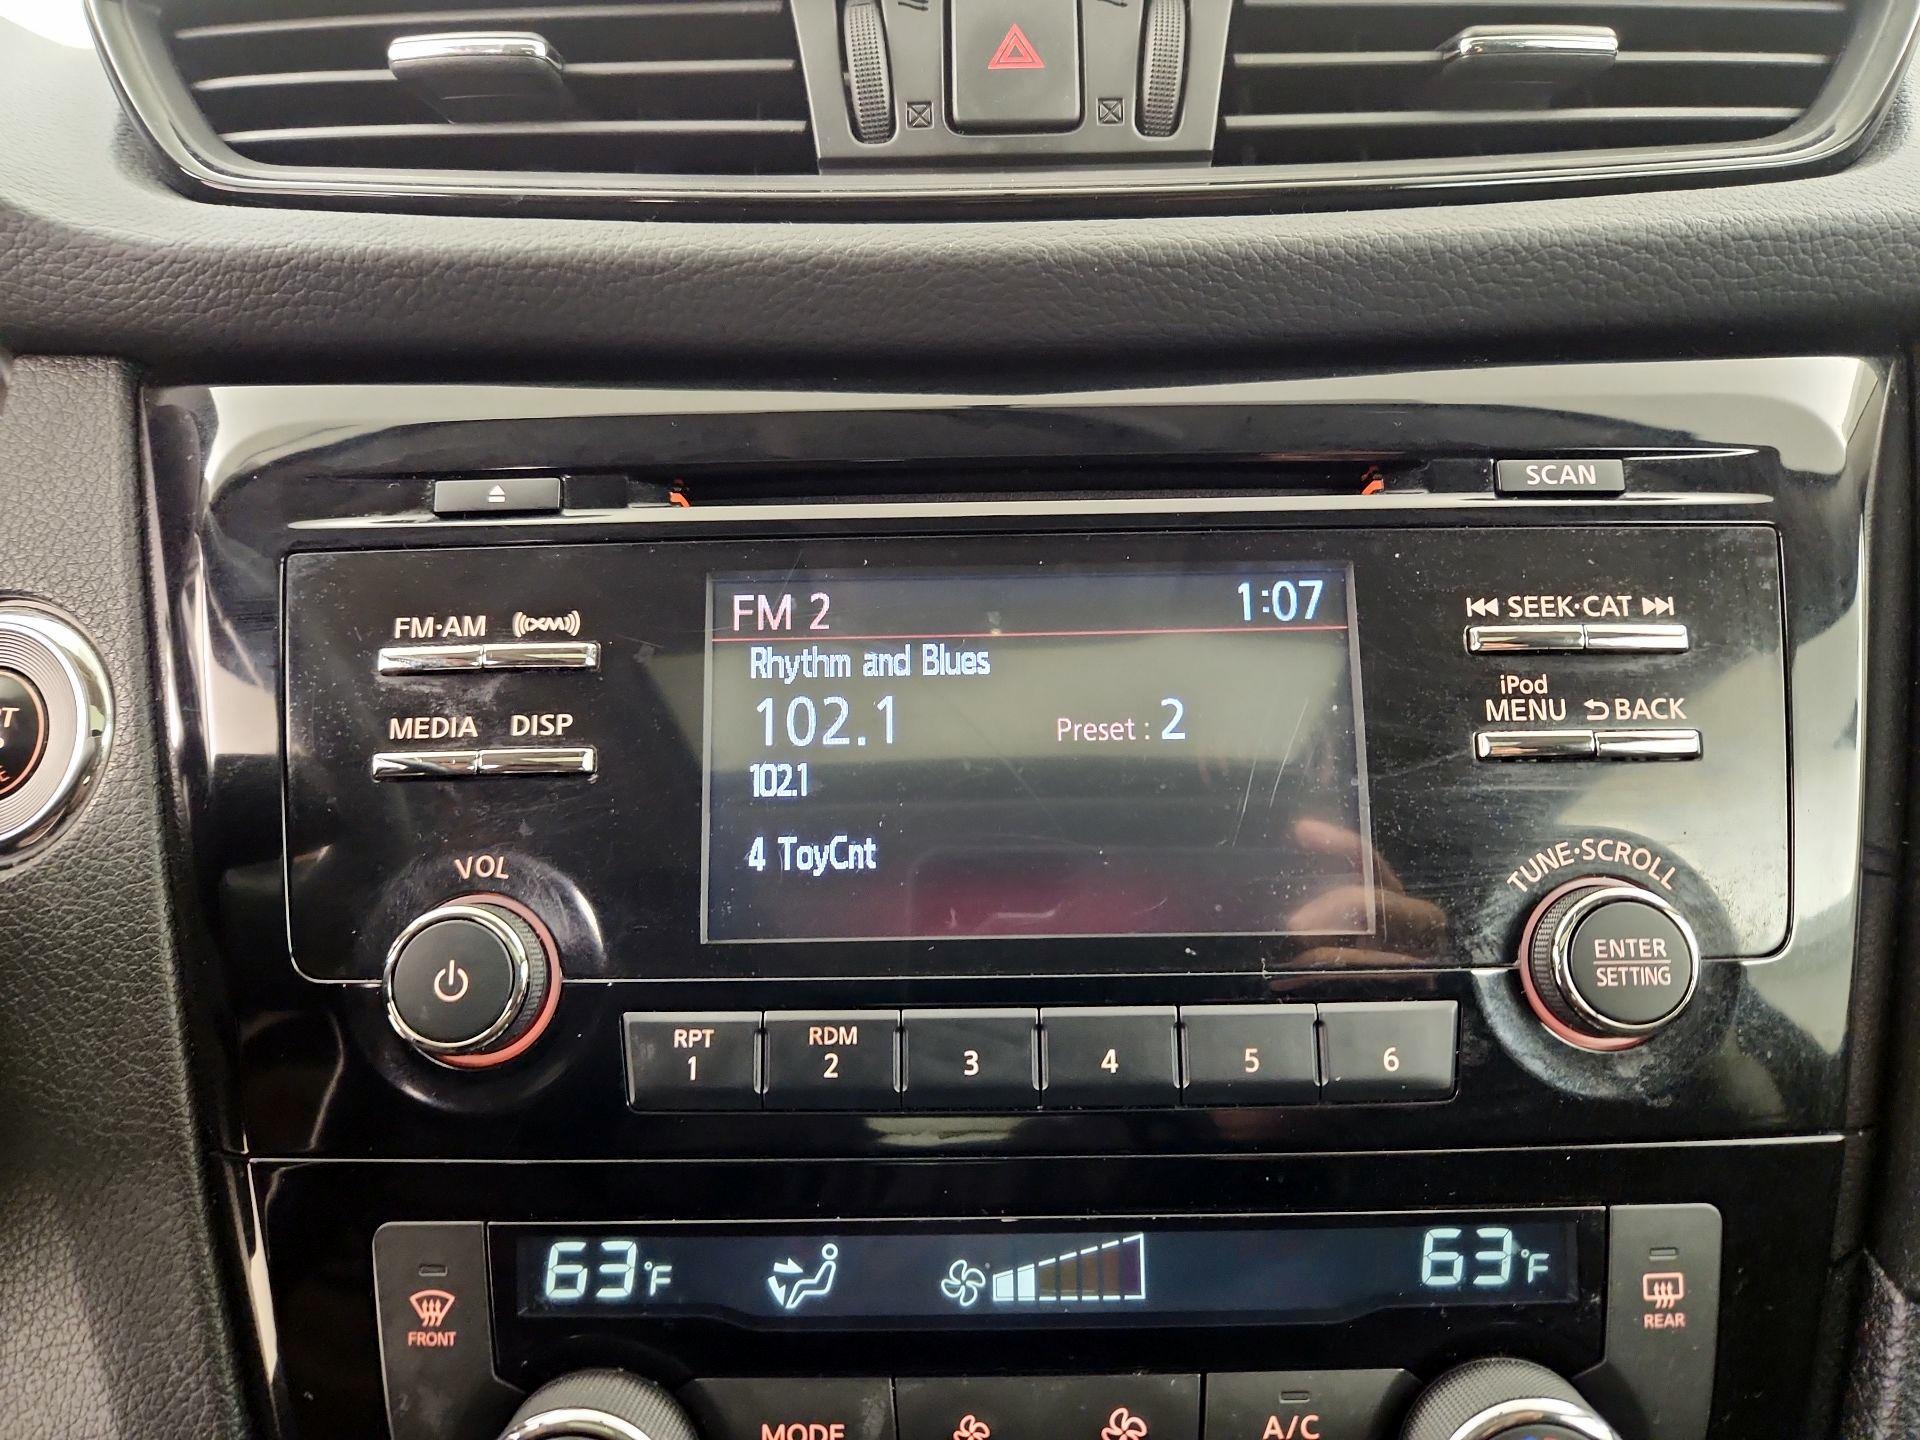 SCAN
FM·AM XM
FM 2 1:07
SEEK·CAT
Rhythm and Blues
iPod
MENU BACK
MEDIA DISP
102.1 Preset : 2
102.1
4 ToyCnt
VOL
TUNE·SCROLL
ENTER
SETTING
RPT RDM
1 2 3 4 5 6
63°F 63°F
FRONT
REAR
MODE A/C